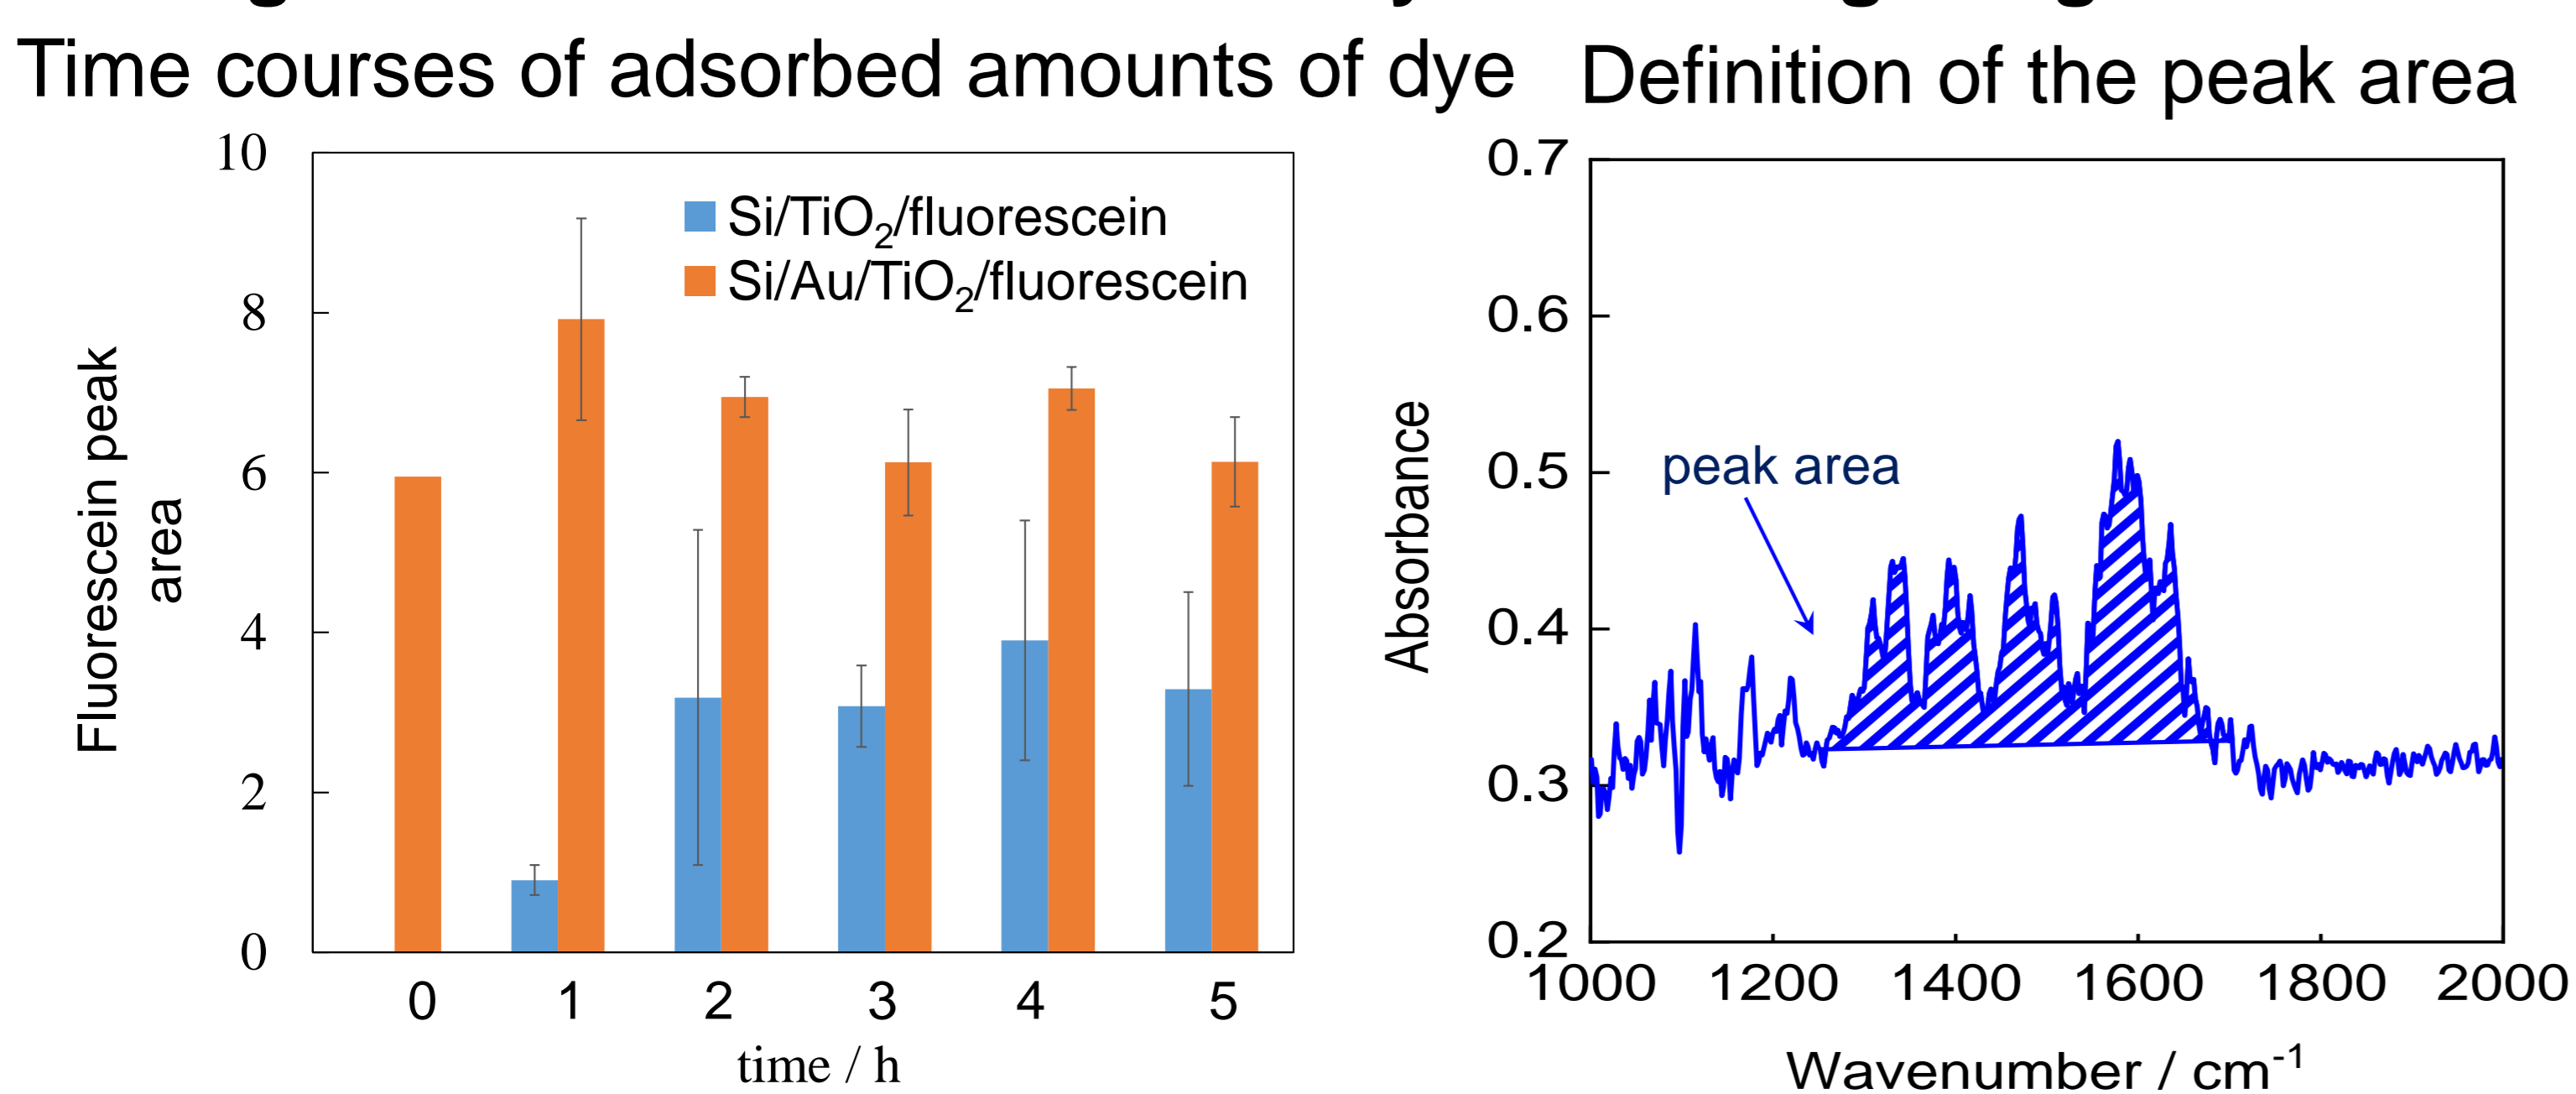 Time courses of adsorbed amounts of dye
Definition of the peak area
10
8
6
4
2
0
Fluorescein peak
area
Si/TiO₂/fluorescein
Si/Au/TiO₂/fluorescein
0 1 2 3 4 5
time / h
0.7
0.6
0.5
0.4
0.3
0.2
Absorbance
peak area
1000 1200 1400 1600 1800 2000
Wavenumber / cm⁻¹